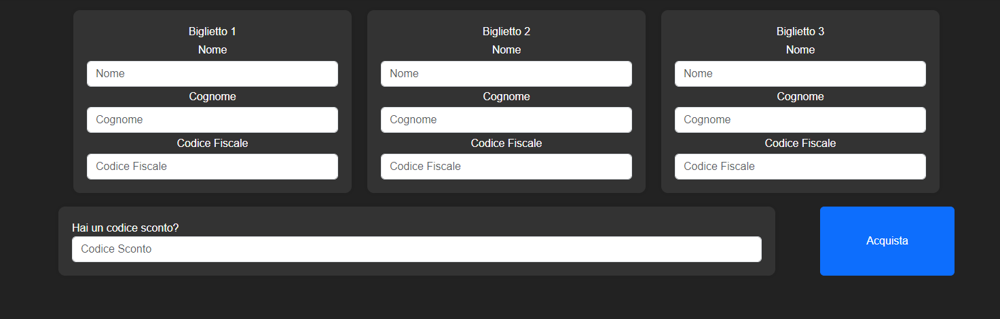 Biglietto 1
Nome
Nome
Cognome
Cognome
Codice Fiscale
Codice Fiscale
Biglietto 2
Nome
Nome
Cognome
Cognome
Codice Fiscale
Codice Fiscale
Biglietto 3
Nome
Nome
Cognome
Cognome
Codice Fiscale
Codice Fiscale
Hai un codice sconto?
Codice Sconto
Acquista